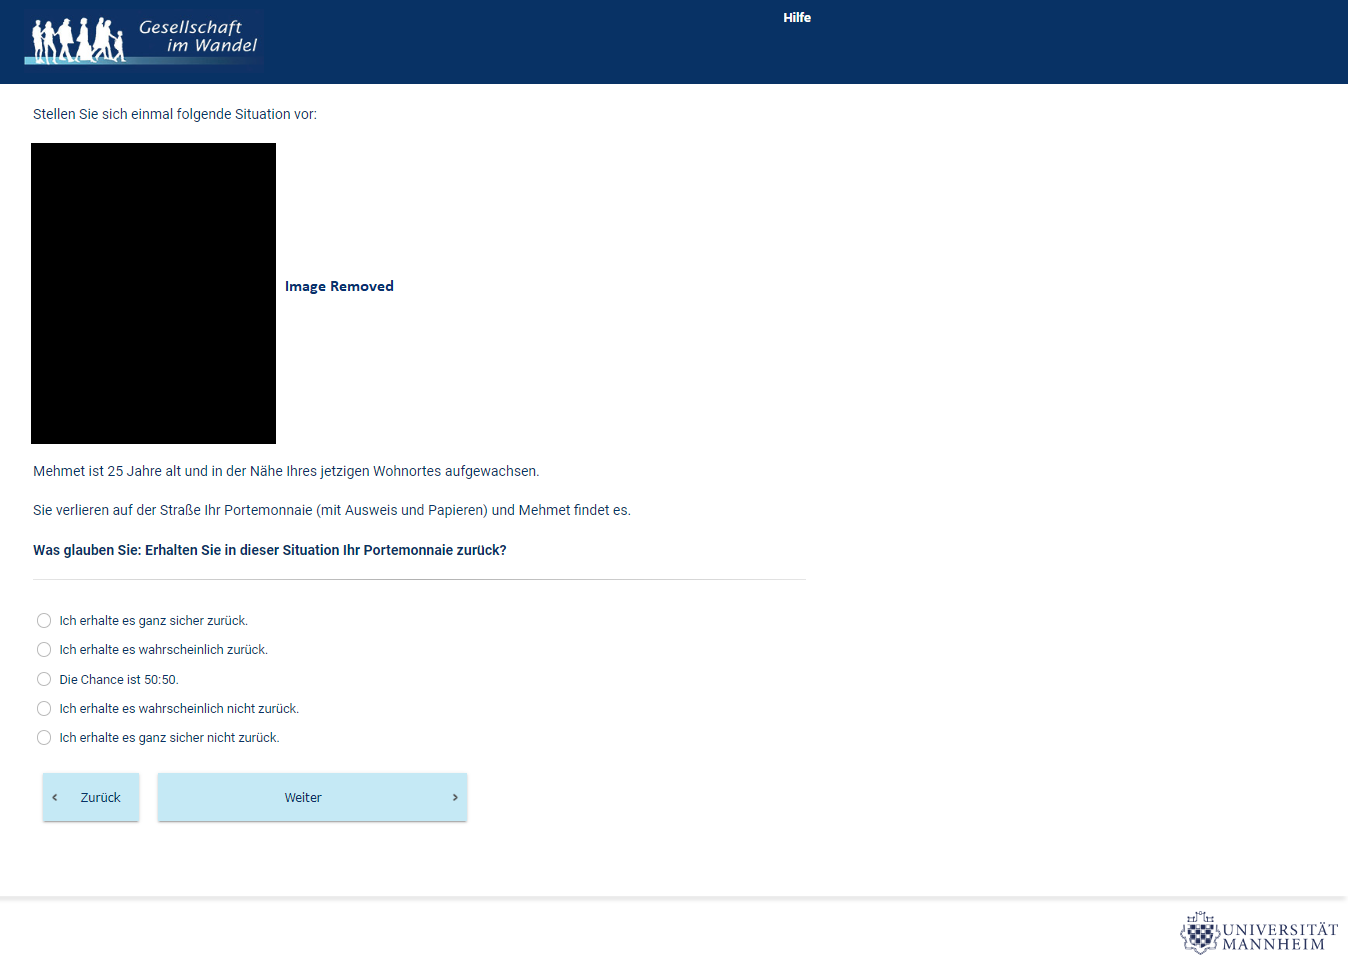 Gesellschaft
im Wandel
Hilfe
Stellen Sie sich einmal folgende Situation vor:
Image Removed
Mehmet ist 25 Jahre alt und in der Nähe Ihres jetzigen Wohnortes aufgewachsen.
Sie verlieren auf der Straße Ihr Portemonnaie (mit Ausweis und Papieren) und Mehmet findet es.
Was glauben Sie: Erhalten Sie in dieser Situation Ihr Portemonnaie zurück?
Ich erhalte es ganz sicher zurück.
Ich erhalte es wahrscheinlich zurück.
Die Chance ist 50:50.
Ich erhalte es wahrscheinlich nicht zurück.
Ich erhalte es ganz sicher nicht zurück.
‹ Zurück
Weiter ›
UNIVERSITÄT
MANNHEIM